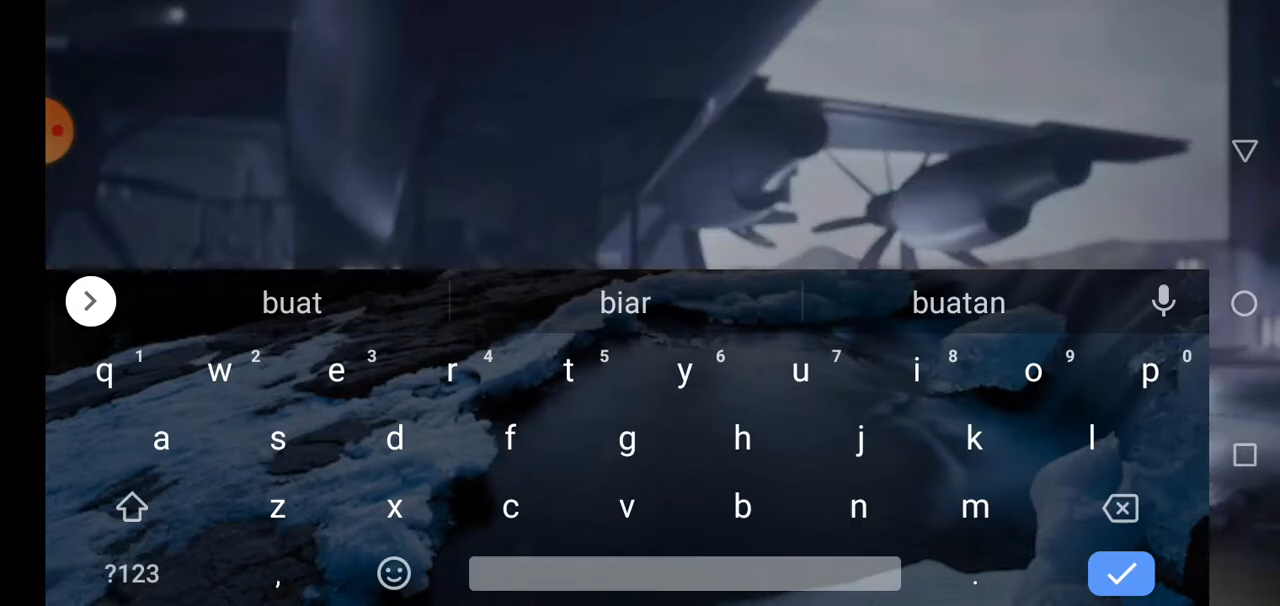 buat biar buatan
q 1 w 2 e 3 r 4 t 5 y 6 u 7 i 8 o 9 p 0
a s d f g h j k l
z x c v b n m
?123 , .